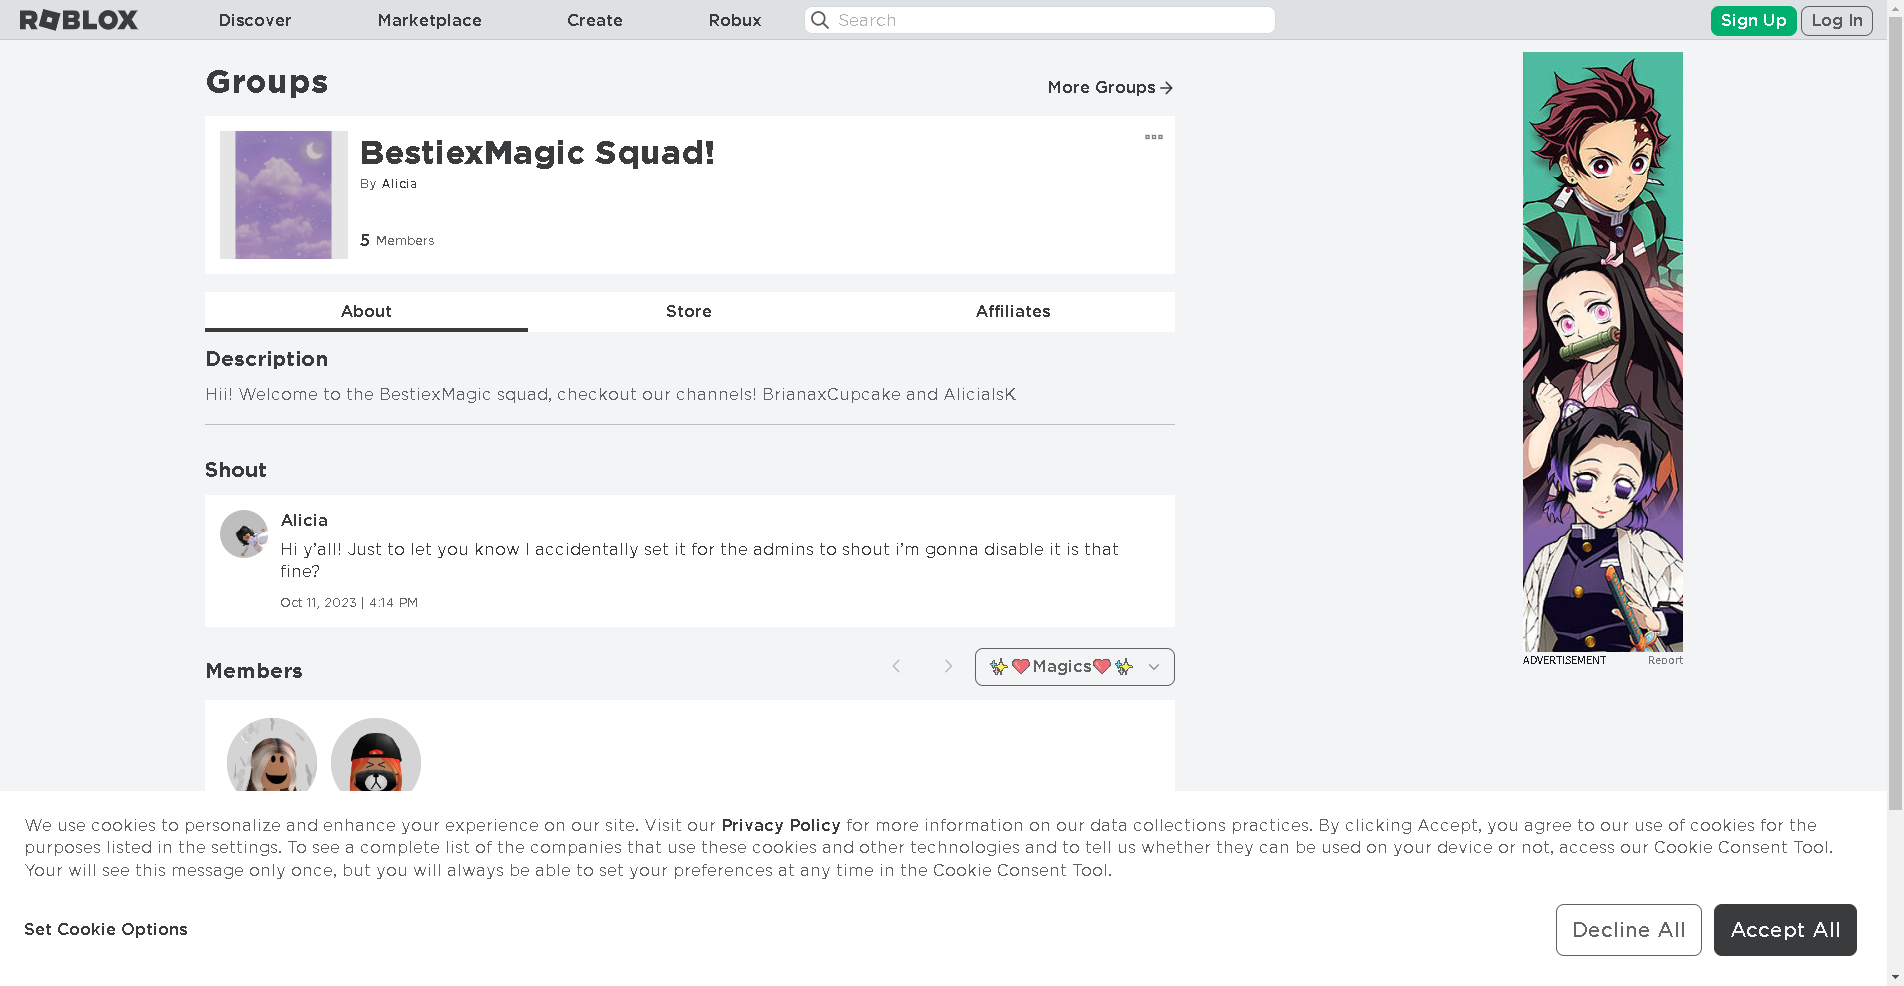 ROBLOX Discover Marketplace Create Robux Search Sign Up Log In
Groups
More Groups
BestiexMagic Squad!
By Alicia
5 Members
About Store Affiliates
Description
Hii! Welcome to the BestiexMagic squad, checkout our channels! BrianaxCupcake and AliciaIsK
Shout
Alicia
Hi y’all! Just to let you know I accidentally set it for the admins to shout i’m gonna disable it is that
fine?
Oct 11, 2023 | 4:14 PM
Members
✨❤️Magics❤️✨
ADVERTISEMENT Report
We use cookies to personalize and enhance your experience on our site. Visit our Privacy Policy for more information on our data collections practices. By clicking Accept, you agree to our use of cookies for the
purposes listed in the settings. To see a complete list of the companies that use these cookies and other technologies and to tell us whether they can be used on your device or not, access our Cookie Consent Tool.
Your will see this message only once, but you will always be able to set your preferences at any time in the Cookie Consent Tool.
Set Cookie Options
Decline All Accept All